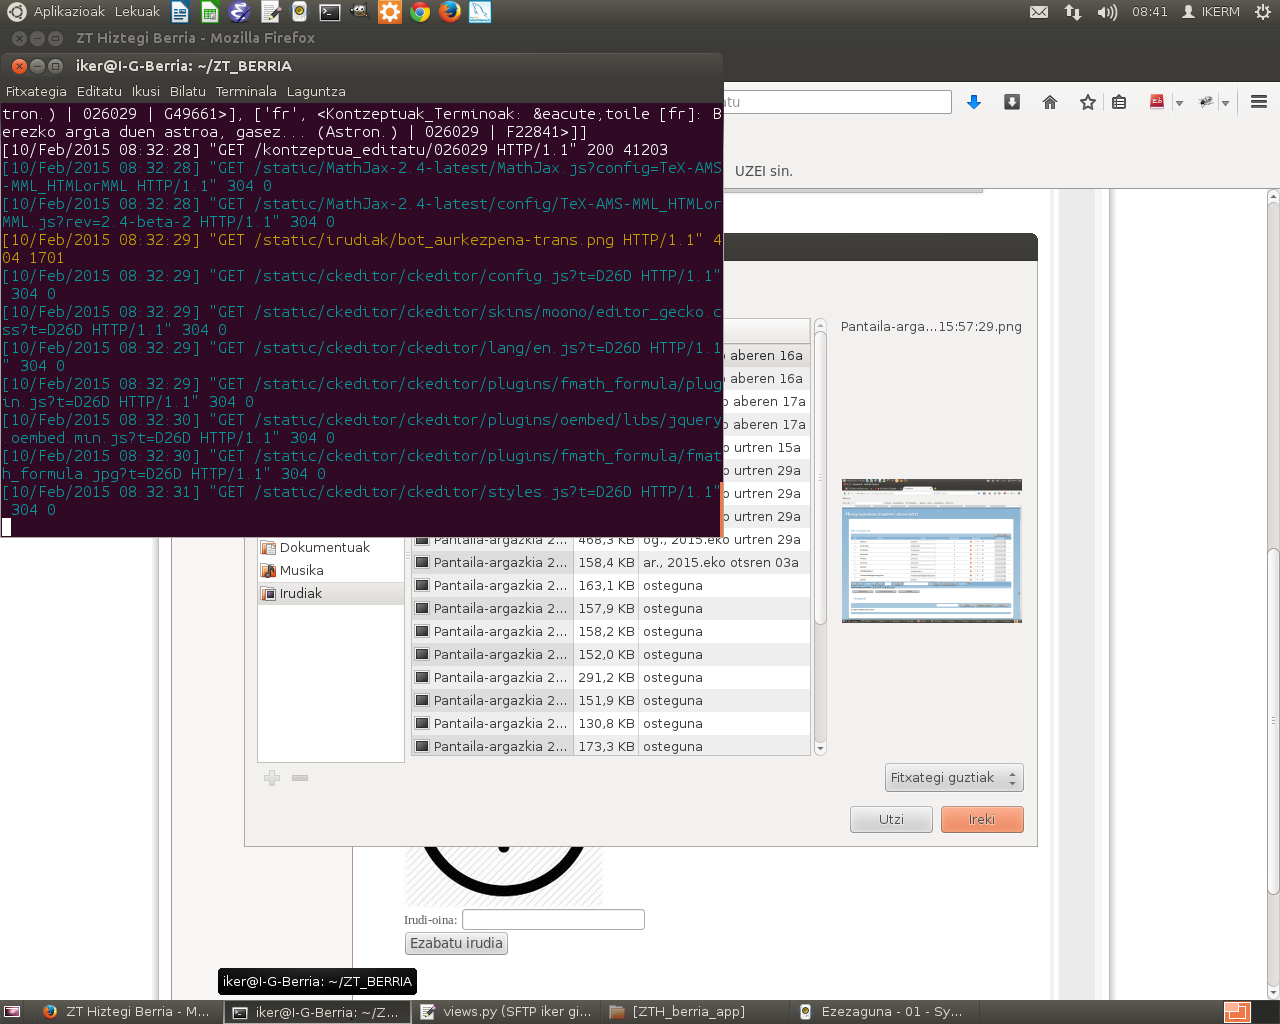 Aplikazioak Lekuak 08:41 IKERM
ZT Hiztegi Berria - Mozilla Firefox
iker@I-G-Berria: ~/ZT_BERRIA
Fitxategia Editatu Ikusi Bilatu Terminala Laguntza
tron.) | 026029 | G49661>], ['fr', <Kontzeptuak_Terminoak: &eacute;toile [fr]: B
erezko argia duen astroa, gasez... (Astron.) | 026029 | F22841>]]
[10/Feb/2015 08:32:28] "GET /kontzeptua_editatu/026029 HTTP/1.1" 200 41203
[10/Feb/2015 08:32:28] "GET /static/MathJax-2.4-latest/MathJax.js?config=TeX-AMS
-MML_HTMLorMML HTTP/1.1" 304 0
[10/Feb/2015 08:32:28] "GET /static/MathJax-2.4-latest/config/TeX-AMS-MML_HTMLor
MML.js?rev=2.4-beta-2 HTTP/1.1" 304 0
[10/Feb/2015 08:32:29] "GET /static/irudiak/bot_aurkezpena-trans.png HTTP/1.1" 4
04 1701
[10/Feb/2015 08:32:29] "GET /static/ckeditor/ckeditor/config.js?t=D26D HTTP/1.1"
304 0
[10/Feb/2015 08:32:29] "GET /static/ckeditor/ckeditor/skins/moono/editor_gecko.c
ss?t=D26D HTTP/1.1" 304 0
[10/Feb/2015 08:32:29] "GET /static/ckeditor/ckeditor/lang/en.js?t=D26D HTTP/1.1
" 304 0
[10/Feb/2015 08:32:29] "GET /static/ckeditor/ckeditor/plugins/fmath_formula/plug
in.js?t=D26D HTTP/1.1" 304 0
[10/Feb/2015 08:32:30] "GET /static/ckeditor/ckeditor/plugins/oembed/libs/jquery
.oembed.min.js?t=D26D HTTP/1.1" 304 0
[10/Feb/2015 08:32:30] "GET /static/ckeditor/ckeditor/plugins/fmath_formula/fmat
h_formula.jpg?t=D26D HTTP/1.1" 304 0
[10/Feb/2015 08:32:31] "GET /static/ckeditor/ckeditor/styles.js?t=D26D HTTP/1.1"
304 0
atu
UZEI sin.
Pantaila-arga...15:57:29.png
aberen 16a
aberen 16a
aberen 17a
aberen 17a
o urtren 15a
o urtren 29a
o urtren 29a
o urtren 29a
Pantaila-argazkia 2... 468,3 KB og., 2015.eko urtren 29a
Pantaila-argazkia 2... 158,4 KB ar., 2015.eko otsren 03a
Pantaila-argazkia 2... 163,1 KB osteguna
Pantaila-argazkia 2... 157,9 KB osteguna
Pantaila-argazkia 2... 158,2 KB osteguna
Pantaila-argazkia 2... 152,0 KB osteguna
Pantaila-argazkia 2... 291,2 KB osteguna
Pantaila-argazkia 2... 151,9 KB osteguna
Pantaila-argazkia 2... 130,8 KB osteguna
Pantaila-argazkia 2... 173,3 KB osteguna
Dokumentuak
Musika
Irudiak
Fitxategi guztiak
Utzi Ireki
Irudi-oina:
Ezabatu irudia
iker@I-G-Berria: ~/ZT_BERRIA
ZT Hiztegi Berria - M... iker@I-G-Berria: ~/Z... views.py (SFTP iker gi... [ZTH_berria_app] Ezezaguna - 01 - Sy...